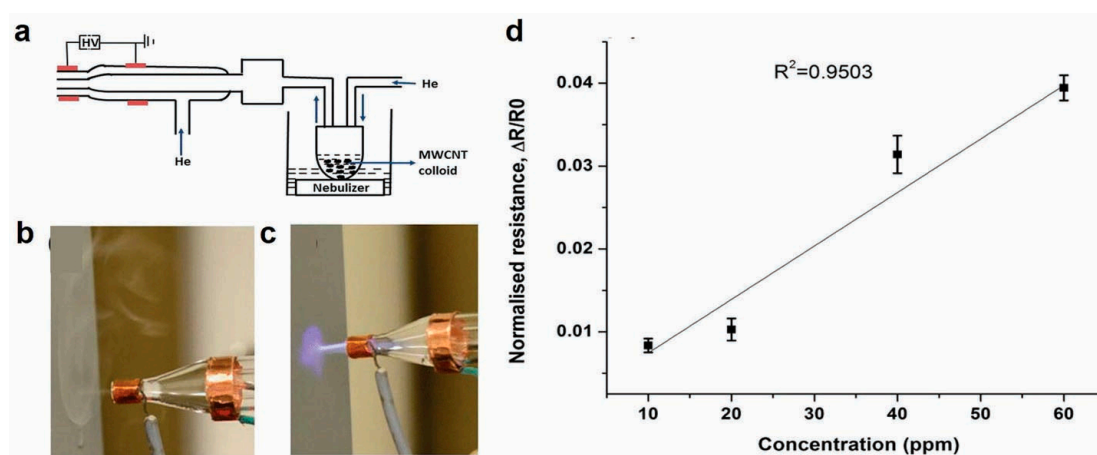 a
HV
He
He
MWCNT
colloid
Nebulizer
b
c
d
R²=0.9503
Normalised resistance, ΔR/R0
0.04
0.03
0.02
0.01
10
20
30
40
50
60
Concentration (ppm)